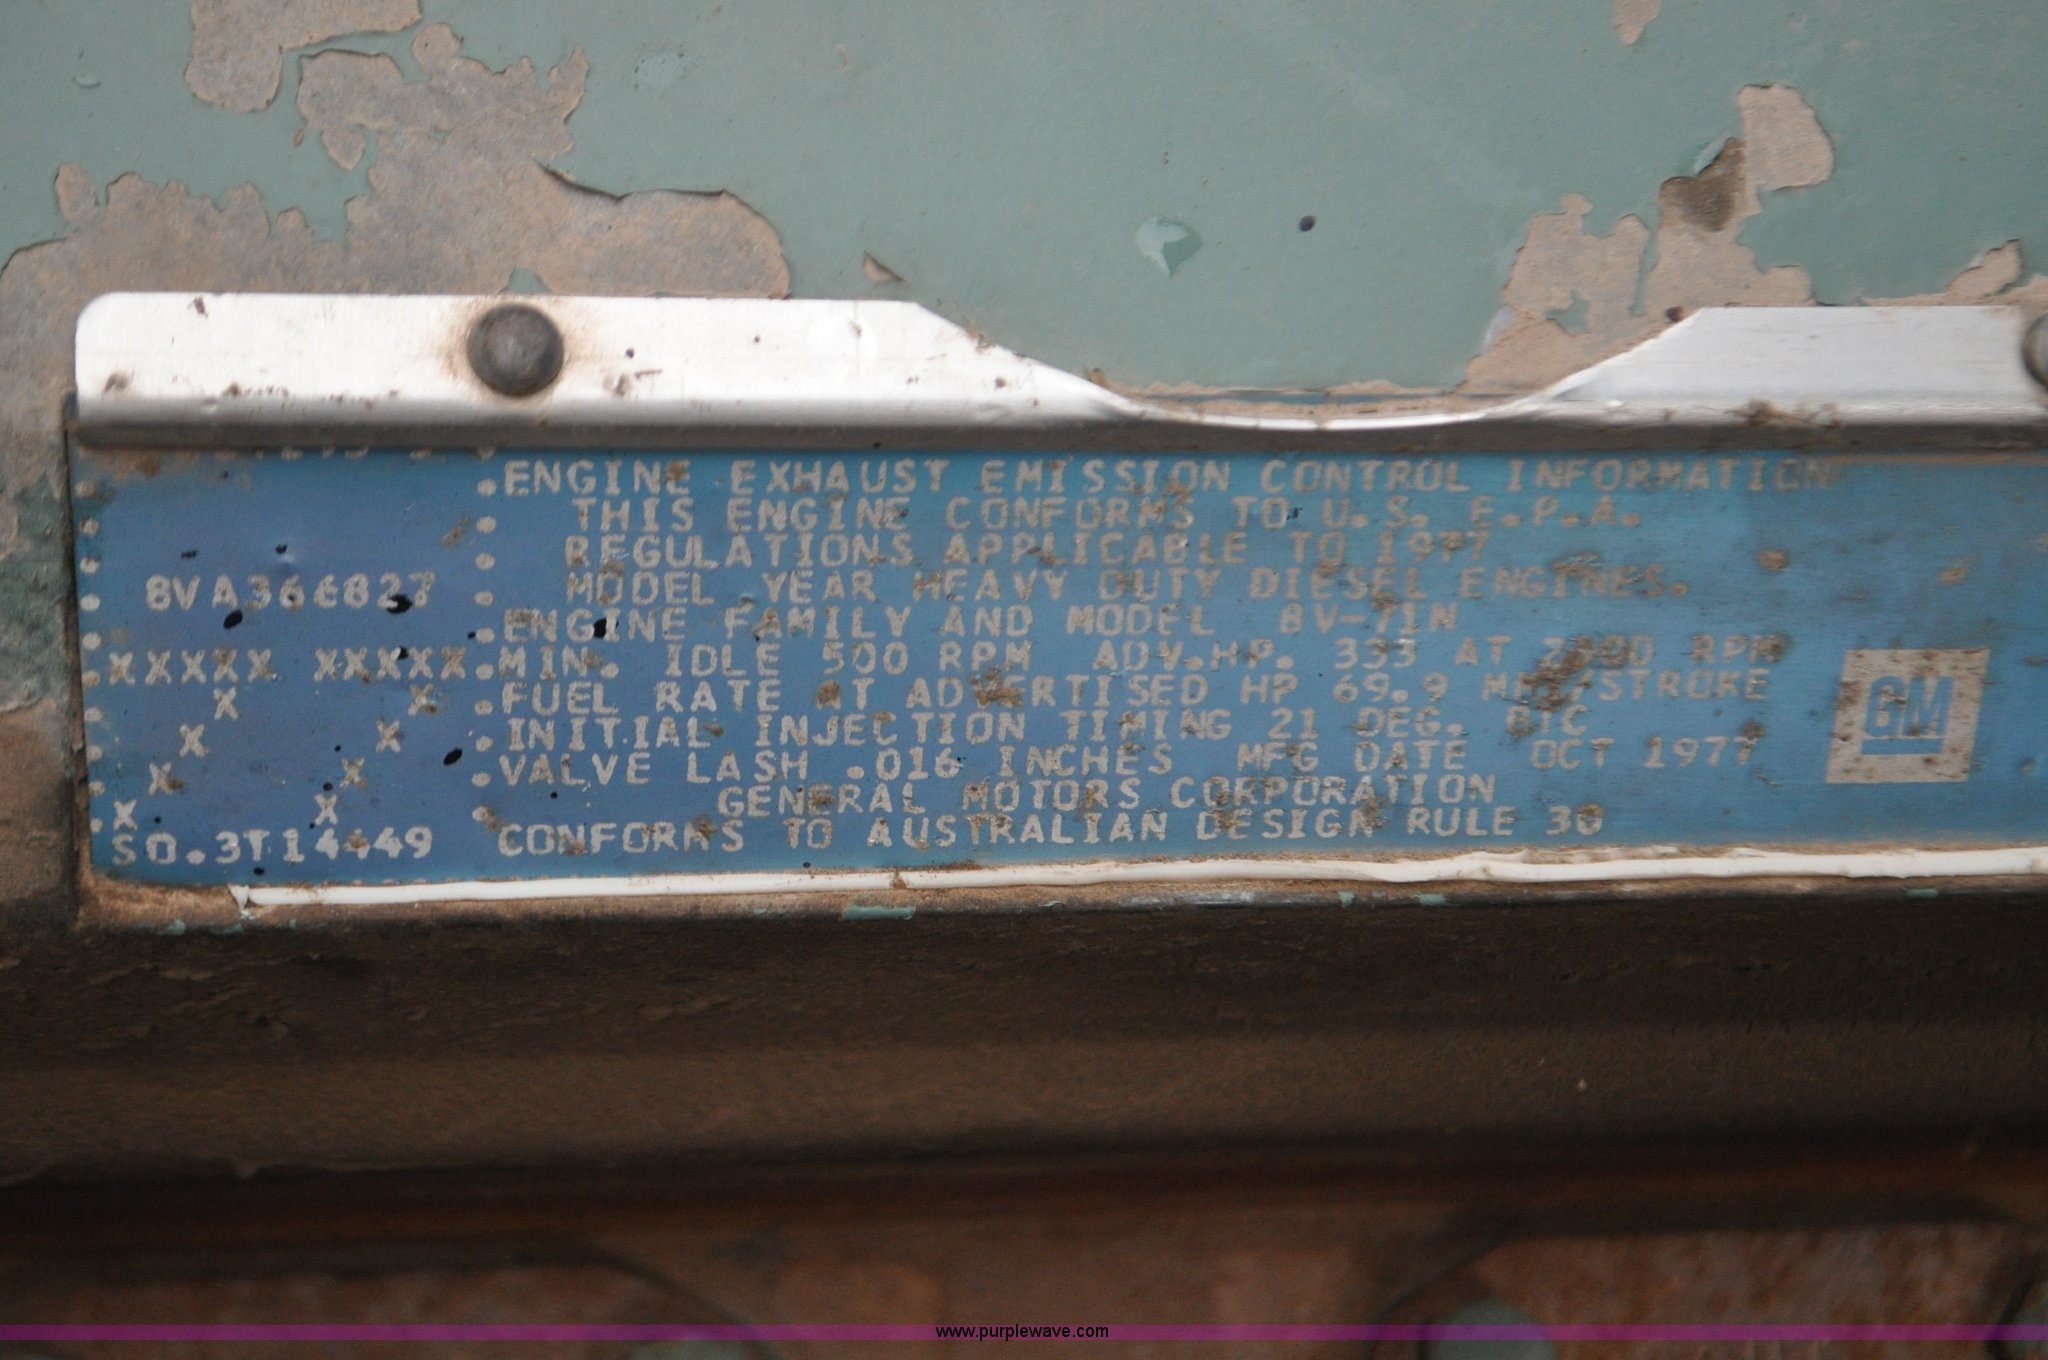 8VA366827
XXXXX XXXXX
X X
X X
X X
X X
SO.3T14449
ENGINE EXHAUST EMISSION CONTROL INFORMATION
THIS ENGINE CONFORMS TO U.S. E.P.A.
REGULATIONS APPLICABLE TO 1977
MODEL YEAR HEAVY DUTY DIESEL ENGINES.
ENGINE FAMILY AND MODEL 8V-71N
MIN. IDLE 500 RPM ADV.HP. 333 AT RPM
FUEL RATE AT ADVERTISED HP 69.9 MM3/STROKE
INITIAL INJECTION TIMING 21 DEG. BTC
VALVE LASH .016 INCHES MFG DATE OCT 1977
GENERAL MOTORS CORPORATION
CONFORMS TO AUSTRALIAN DESIGN RULE 30
GM
www.purplewave.com